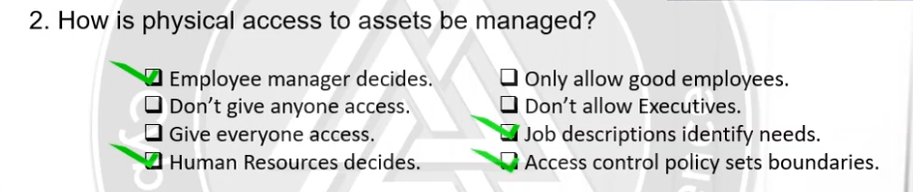 2. How is physical access to assets be managed?
Employee manager decides.
Don't give anyone access.
Give everyone access.
Human Resources decides.
Only allow good employees.
Don't allow Executives.
Job descriptions identify needs.
Access control policy sets boundaries.